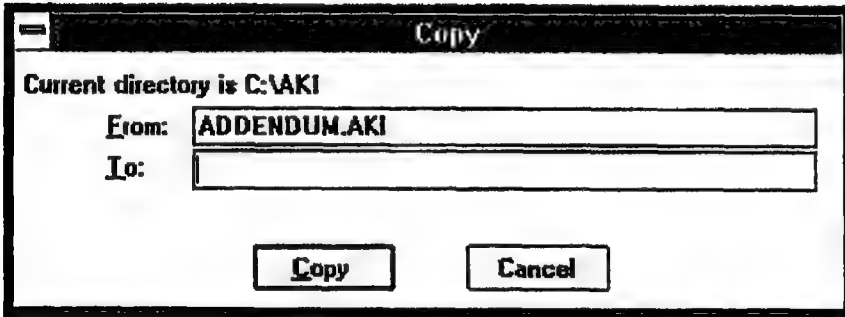 Copy
Current directory is C:\AKI
From: ADDENDUM.AKI
To:
Copy Cancel